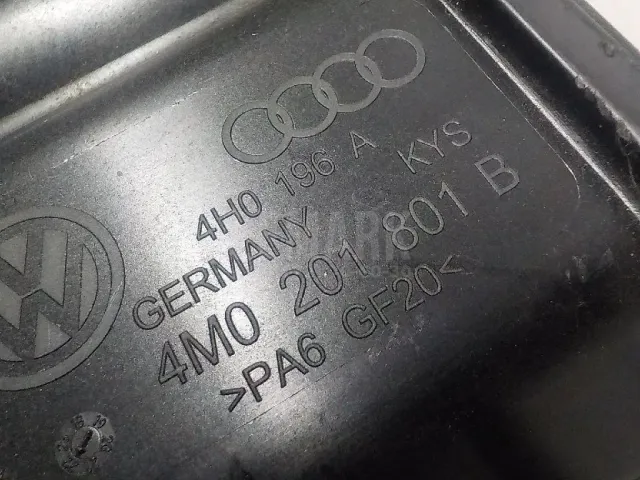 4H0 196 A KYS
GERMANY
4M0 201 801 B
>PA6 GF20<